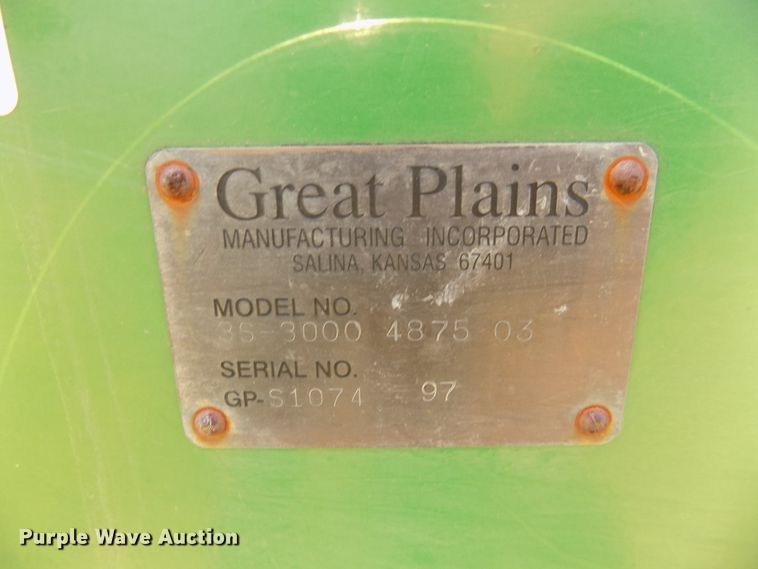 Great Plains
MANUFACTURING INCORPORATED
SALINA, KANSAS 67401
MODEL NO.
3S-3000 4875 03
SERIAL NO.
GP-S1074 97
Purple Wave Auction